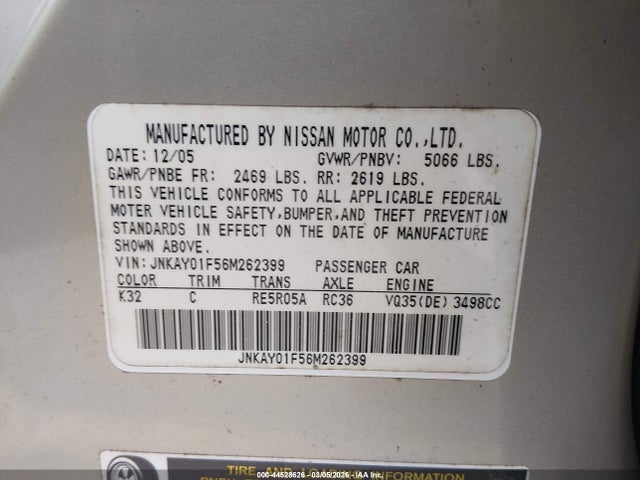 MANUFACTURED BY NISSAN MOTOR CO.,LTD.
DATE: 12/05 GVWR/PNBV: 5066 LBS.
GAWR/PNBE FR: 2469 LBS. RR: 2619 LBS.
THIS VEHICLE CONFORMS TO ALL APPLICABLE FEDERAL
MOTER VEHICLE SAFETY,BUMPER,AND THEFT PREVENTION
STANDARDS IN EFFECT ON THE DATE OF MANUFACTURE
SHOWN ABOVE.
VIN: JNKAY01F56M262399 PASSENGER CAR
COLOR TRIM TRANS AXLE ENGINE
K32 C RE5R05A RC36 VQ35(DE) 3498CC
JNKAY01F56M262399
TIRE AND INFORMATION
000-44528626 - 03/05/2026 - IAA Inc.